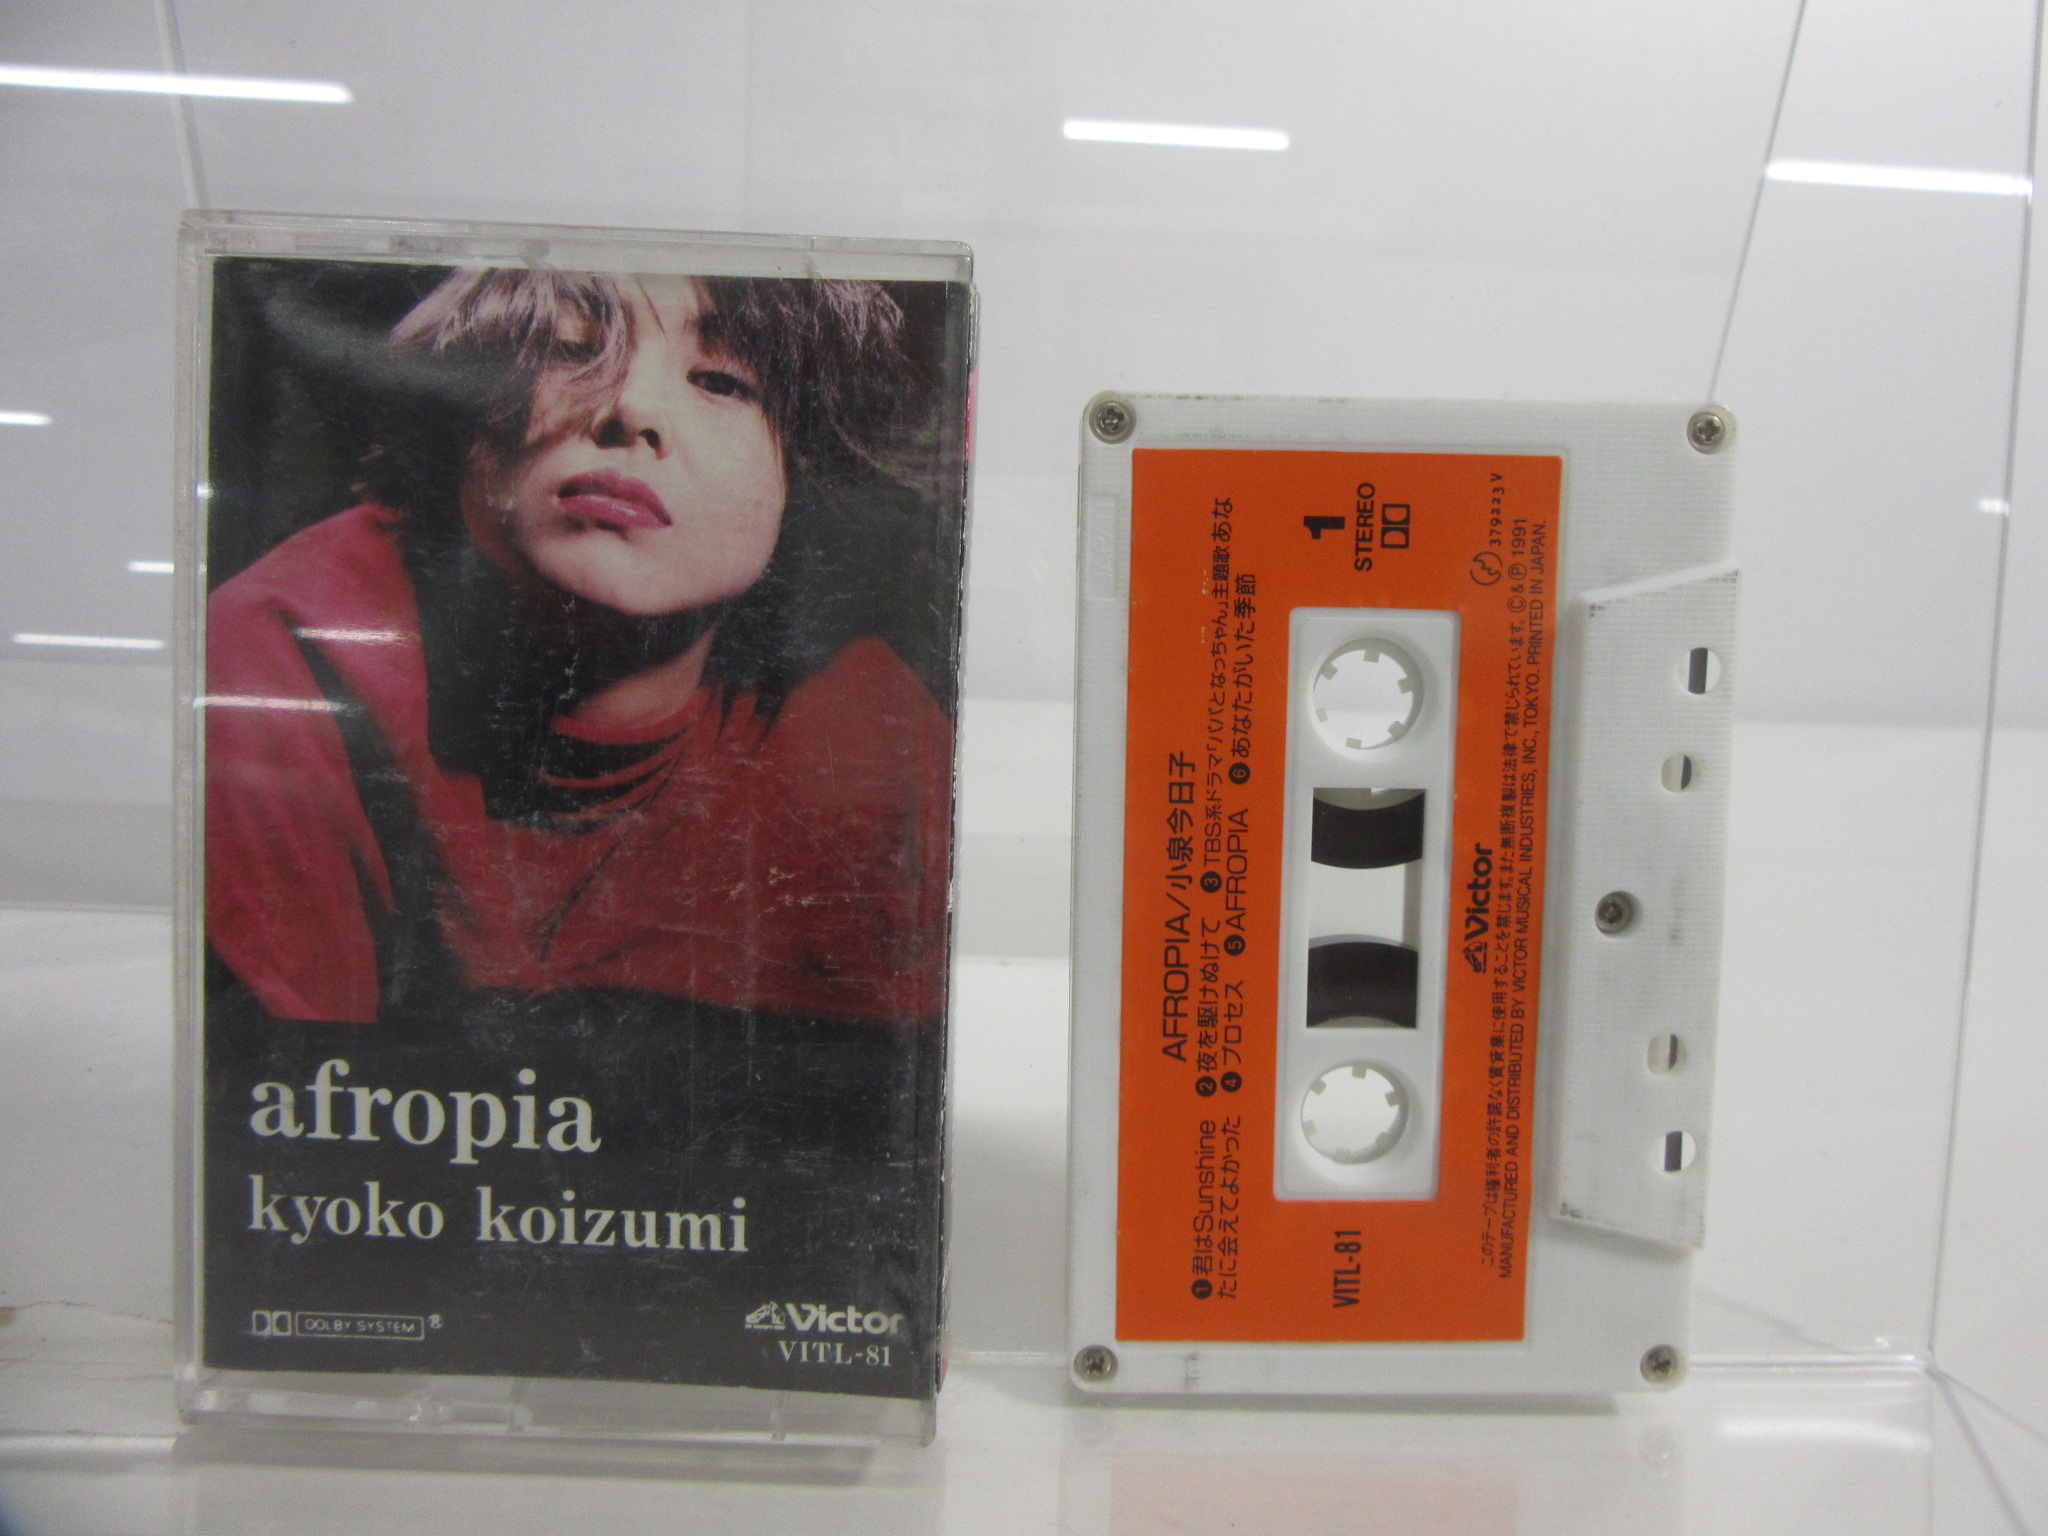 afropia
kyoko koizumi
DOLBY SYSTEM®
Victor
VITL-81
AFROPIA/小泉今日子
❶君はSunshine ❷夜を駆けぬけて ❸TBS系ドラマ「パパとなっちゃん」主題歌 あな
たに会えてよかった ❹プロセス ❺AFROPIA ❻あなたがいた季節
VITL-81
1
STEREO
Victor
379223V
このテープは権利者の許諾なく賃貸業に使用することを禁じます。また無断複製は法律で禁じられています。Ⓒ&Ⓟ 1991
MANUFACTURED AND DISTRIBUTED BY VICTOR MUSICAL INDUSTRIES, INC., TOKYO. PRINTED IN JAPAN.